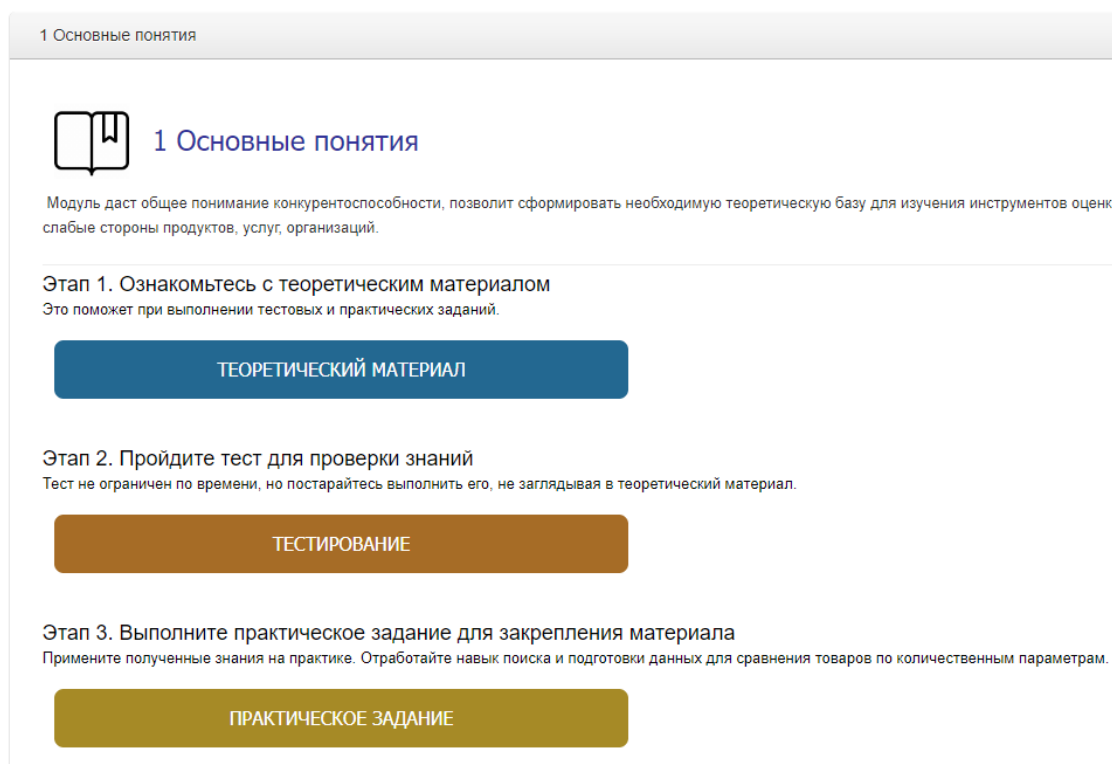 1 Основные понятия
1 Основные понятия
Модуль даст общее понимание конкурентоспособности, позволит сформировать необходимую теоретическую базу для изучения инструментов оценк
слабые стороны продуктов, услуг, организаций.
Этап 1. Ознакомьтесь с теоретическим материалом
Это поможет при выполнении тестовых и практических заданий.
ТЕОРЕТИЧЕСКИЙ МАТЕРИАЛ
Этап 2. Пройдите тест для проверки знаний
Тест не ограничен по времени, но постарайтесь выполнить его, не заглядывая в теоретический материал.
ТЕСТИРОВАНИЕ
Этап 3. Выполните практическое задание для закрепления материала
Примените полученные знания на практике. Отработайте навык поиска и подготовки данных для сравнения товаров по количественным параметрам.
ПРАКТИЧЕСКОЕ ЗАДАНИЕ